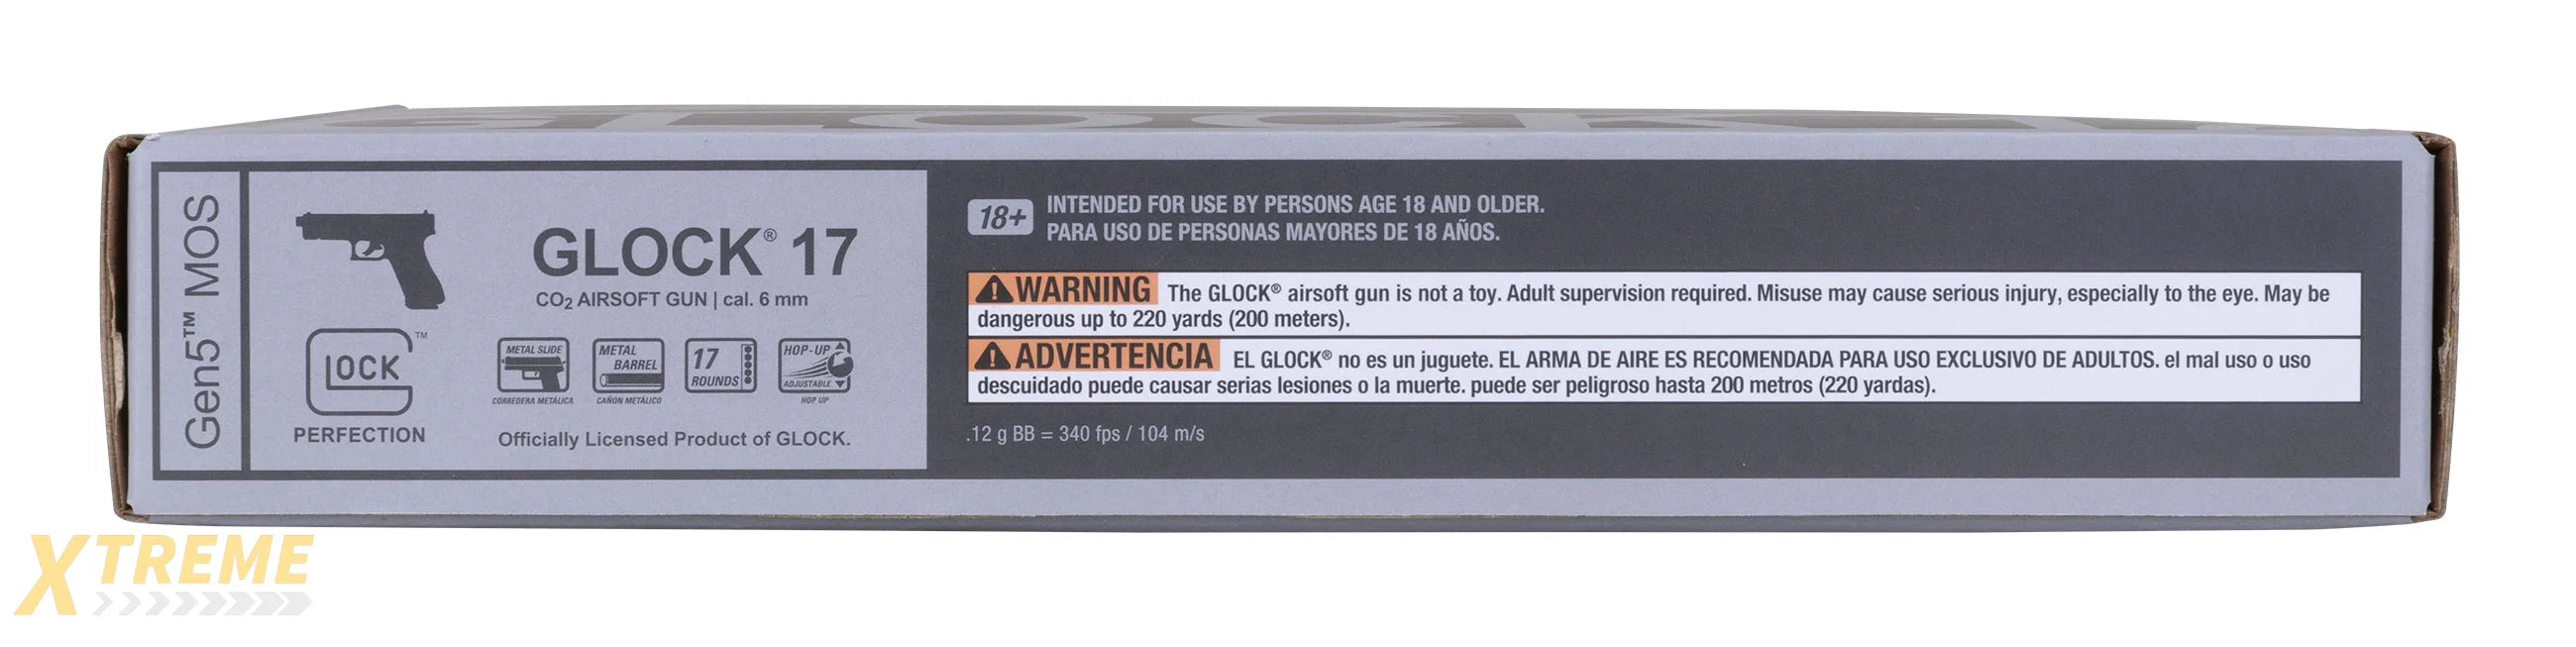 GLOCK 17
Gen5™ MOS
GLOCK® 17
CO₂ AIRSOFT GUN | cal. 6 mm
GLOCK™
PERFECTION
METAL SLIDE
CORREDERA METÁLICA
METAL
BARREL
CAÑON METÁLICO
17
ROUNDS
HOP-UP
ADJUSTABLE
HOP UP
Officially Licensed Product of GLOCK.
18+
INTENDED FOR USE BY PERSONS AGE 18 AND OLDER.
PARA USO DE PERSONAS MAYORES DE 18 AÑOS.
WARNING The GLOCK® airsoft gun is not a toy. Adult supervision required. Misuse may cause serious injury, especially to the eye. May be
dangerous up to 220 yards (200 meters).
ADVERTENCIA EL GLOCK® no es un juguete. EL ARMA DE AIRE ES RECOMENDADA PARA USO EXCLUSIVO DE ADULTOS. el mal uso o uso
descuidado puede causar serias lesiones o la muerte. puede ser peligroso hasta 200 metros (220 yardas).
.12 g BB = 340 fps / 104 m/s
XTREME